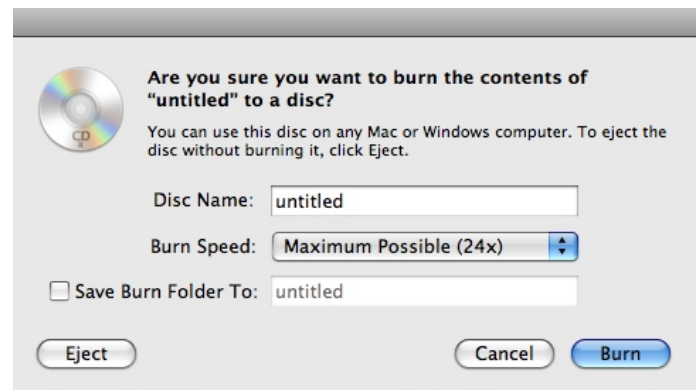 Are you sure you want to burn the contents of
“untitled” to a disc?
You can use this disc on any Mac or Windows computer. To eject the
disc without burning it, click Eject.
CD
R
Disc Name: untitled
Burn Speed: Maximum Possible (24x)
Save Burn Folder To: untitled
Eject Cancel Burn